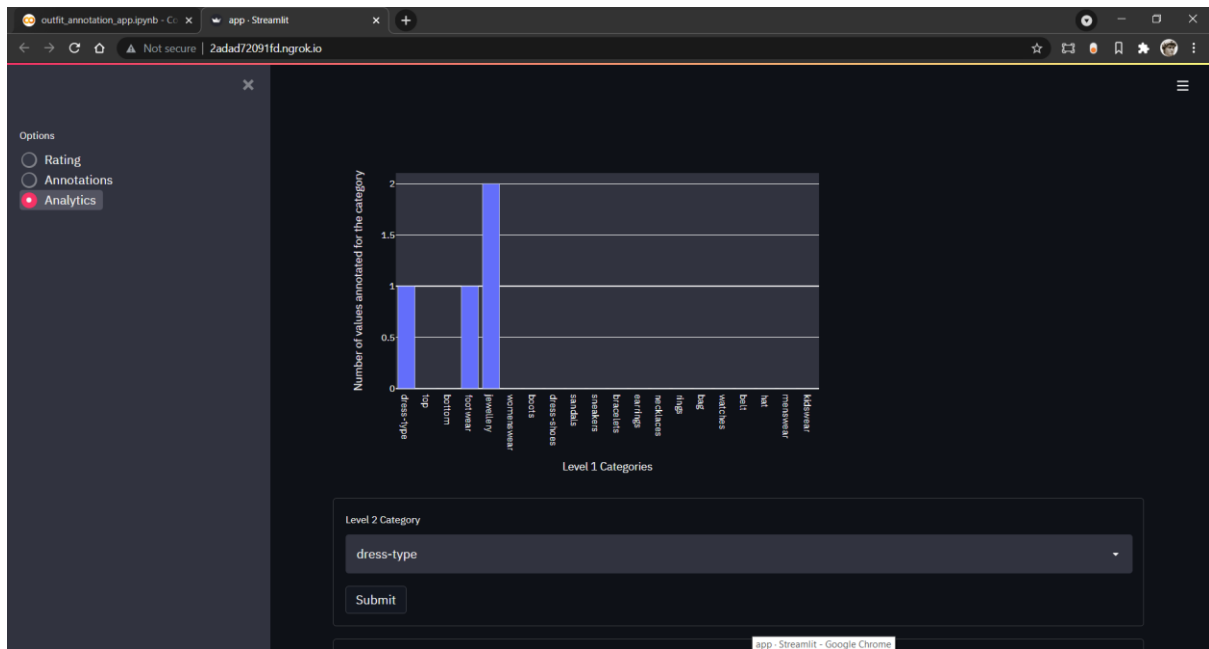 outfit_annotation_app.ipynb - Co
app · Streamlit
Not secure | 2adad72091fd.ngrok.io
Options
Rating
Annotations
Analytics
Number of values annotated for the category
2
1.5
1
0.5
0
dress-type
top
bottom
footwear
jewellery
womenswear
boots
dress-shoes
sandals
sneakers
bracelets
earrings
necklaces
rings
bag
watches
belt
hat
menswear
kidswear
Level 1 Categories
Level 2 Category
dress-type
Submit
app - Streamlit - Google Chrome